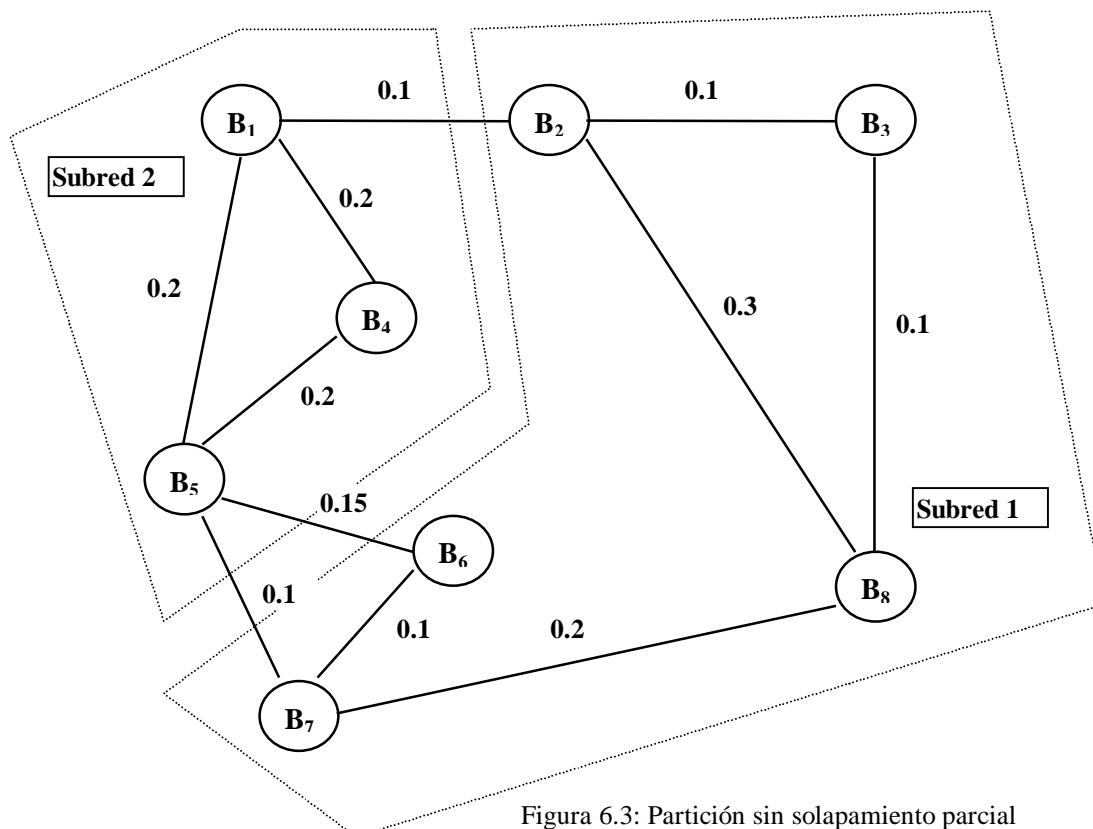 0.1
0.1
B₁
B₂
B₃
Subred 2
0.2
0.2
0.3
B₄
0.1
0.2
B₅
0.15
Subred 1
B₆
0.1
B₈
0.1
0.2
B₇
Figura 6.3: Partición sin solapamiento parcial